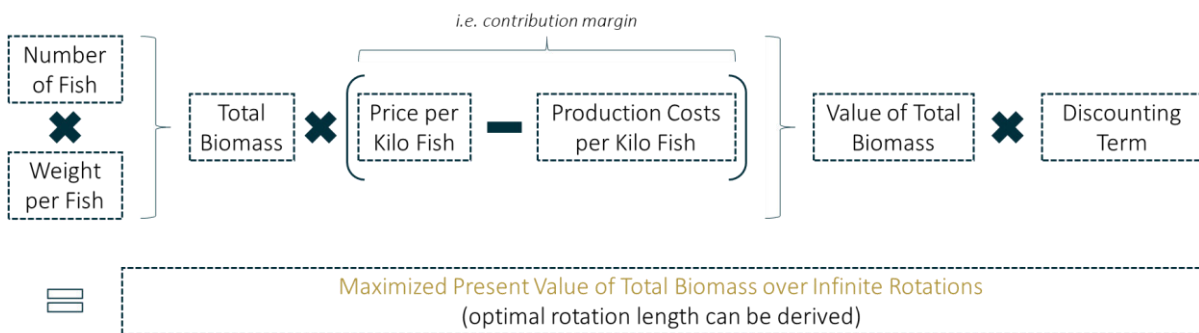 i.e. contribution margin
Number
of Fish
Weight
per Fish
Total
Biomass
Price per
Kilo Fish
Production Costs
per Kilo Fish
Value of Total
Biomass
Discounting
Term
Maximized Present Value of Total Biomass over Infinite Rotations
(optimal rotation length can be derived)